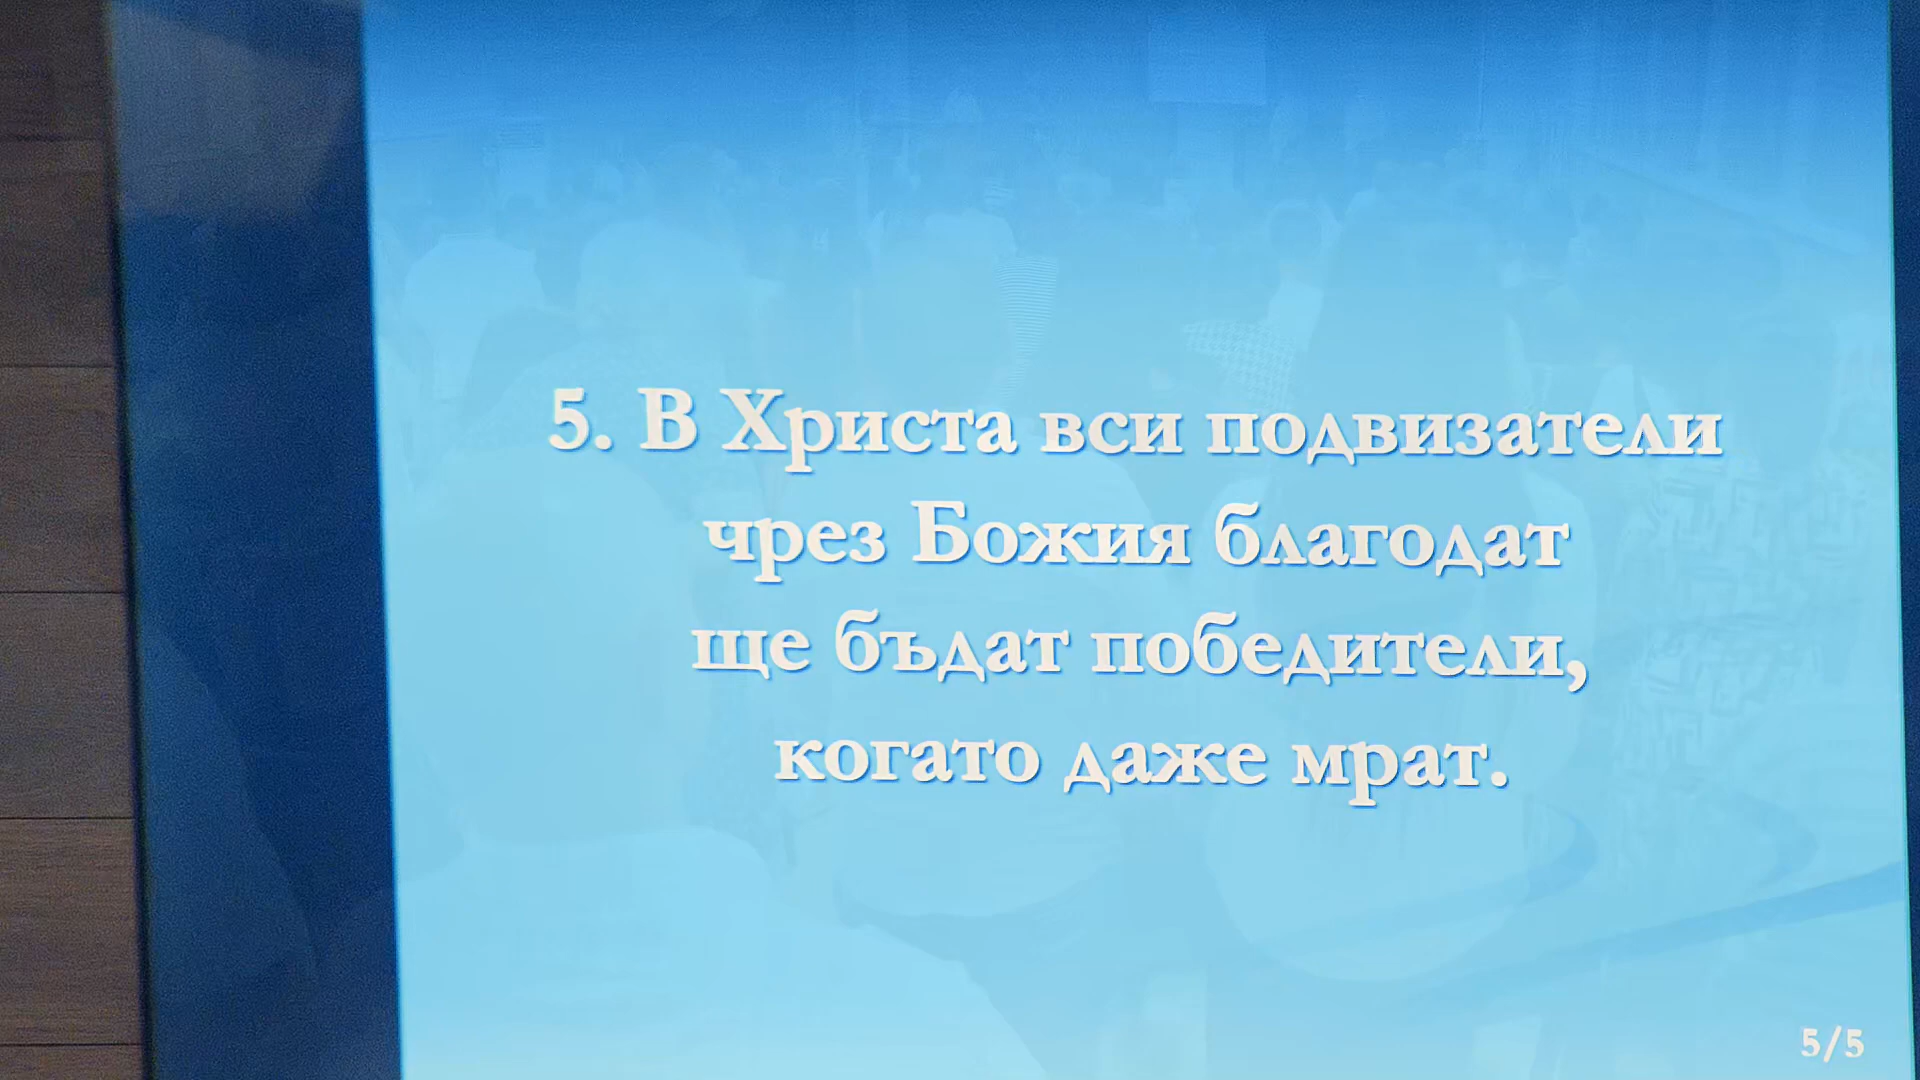 5. В Христа вси подвизатели
чрез Божия благодат
ще бъдат победители,
когато даже мрат.
5/5